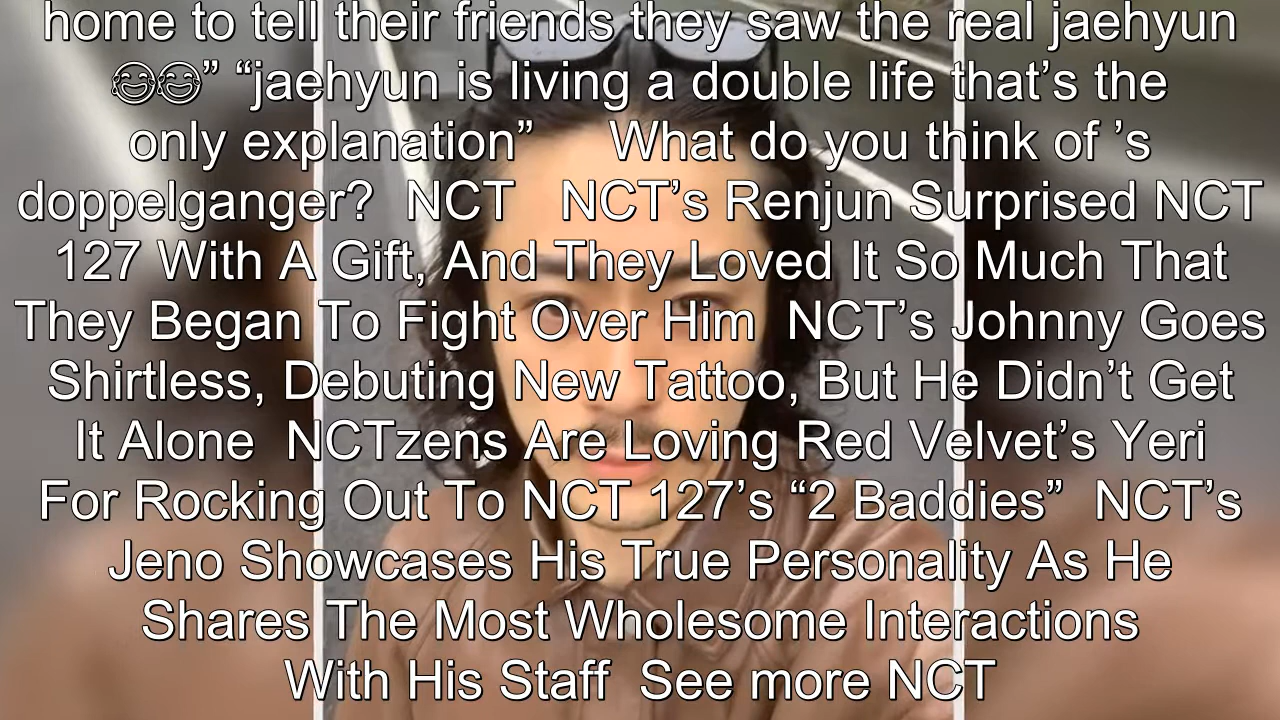 home to tell their friends they saw the real jaehyun
😂😂” “jaehyun is living a double life that’s the
only explanation” What do you think of ’s
doppelganger? NCT NCT’s Renjun Surprised NCT
127 With A Gift, And They Loved It So Much That
They Began To Fight Over Him NCT’s Johnny Goes
Shirtless, Debuting New Tattoo, But He Didn’t Get
It Alone NCTzens Are Loving Red Velvet’s Yeri
For Rocking Out To NCT 127’s “2 Baddies” NCT’s
Jeno Showcases His True Personality As He
Shares The Most Wholesome Interactions
With His Staff See more NCT